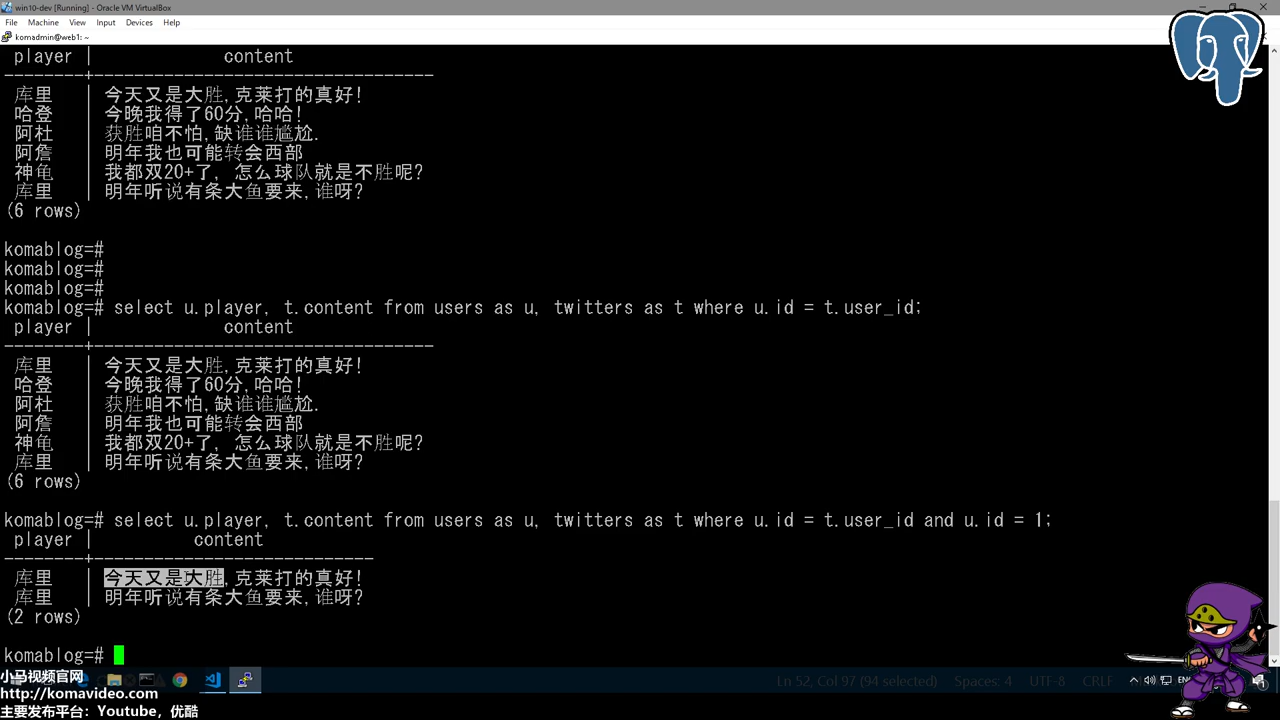 win10-dev [Running] - Oracle VM VirtualBox
File Machine View Input Devices Help
komadmin@web1: ~
player | content
--------+----------------------------------
库里 | 今天又是大胜,克莱打的真好!
哈登 | 今晚我得了60分,哈哈!
阿杜 | 获胜咱不怕,缺谁谁尴尬.
阿詹 | 明年我也可能转会西部
神龟 | 我都双20+了, 怎么球队就是不胜呢?
库里 | 明年听说有条大鱼要来,谁呀?
(6 rows)
komablog=#
komablog=#
komablog=#
komablog=# select u.player, t.content from users as u, twitters as t where u.id = t.user_id;
player | content
--------+----------------------------------
库里 | 今天又是大胜,克莱打的真好!
哈登 | 今晚我得了60分,哈哈!
阿杜 | 获胜咱不怕,缺谁谁尴尬.
阿詹 | 明年我也可能转会西部
神龟 | 我都双20+了, 怎么球队就是不胜呢?
库里 | 明年听说有条大鱼要来,谁呀?
(6 rows)
komablog=# select u.player, t.content from users as u, twitters as t where u.id = t.user_id and u.id = 1;
player | content
--------+----------------------------
库里 | 今天又是大胜,克莱打的真好!
库里 | 明年听说有条大鱼要来,谁呀?
(2 rows)
komablog=#
小马视频官网
http://komavideo.com
主要发布平台：Youtube，优酷
Ln 52, Col 97 (94 selected) Spaces: 4 UTF-8 CRLF